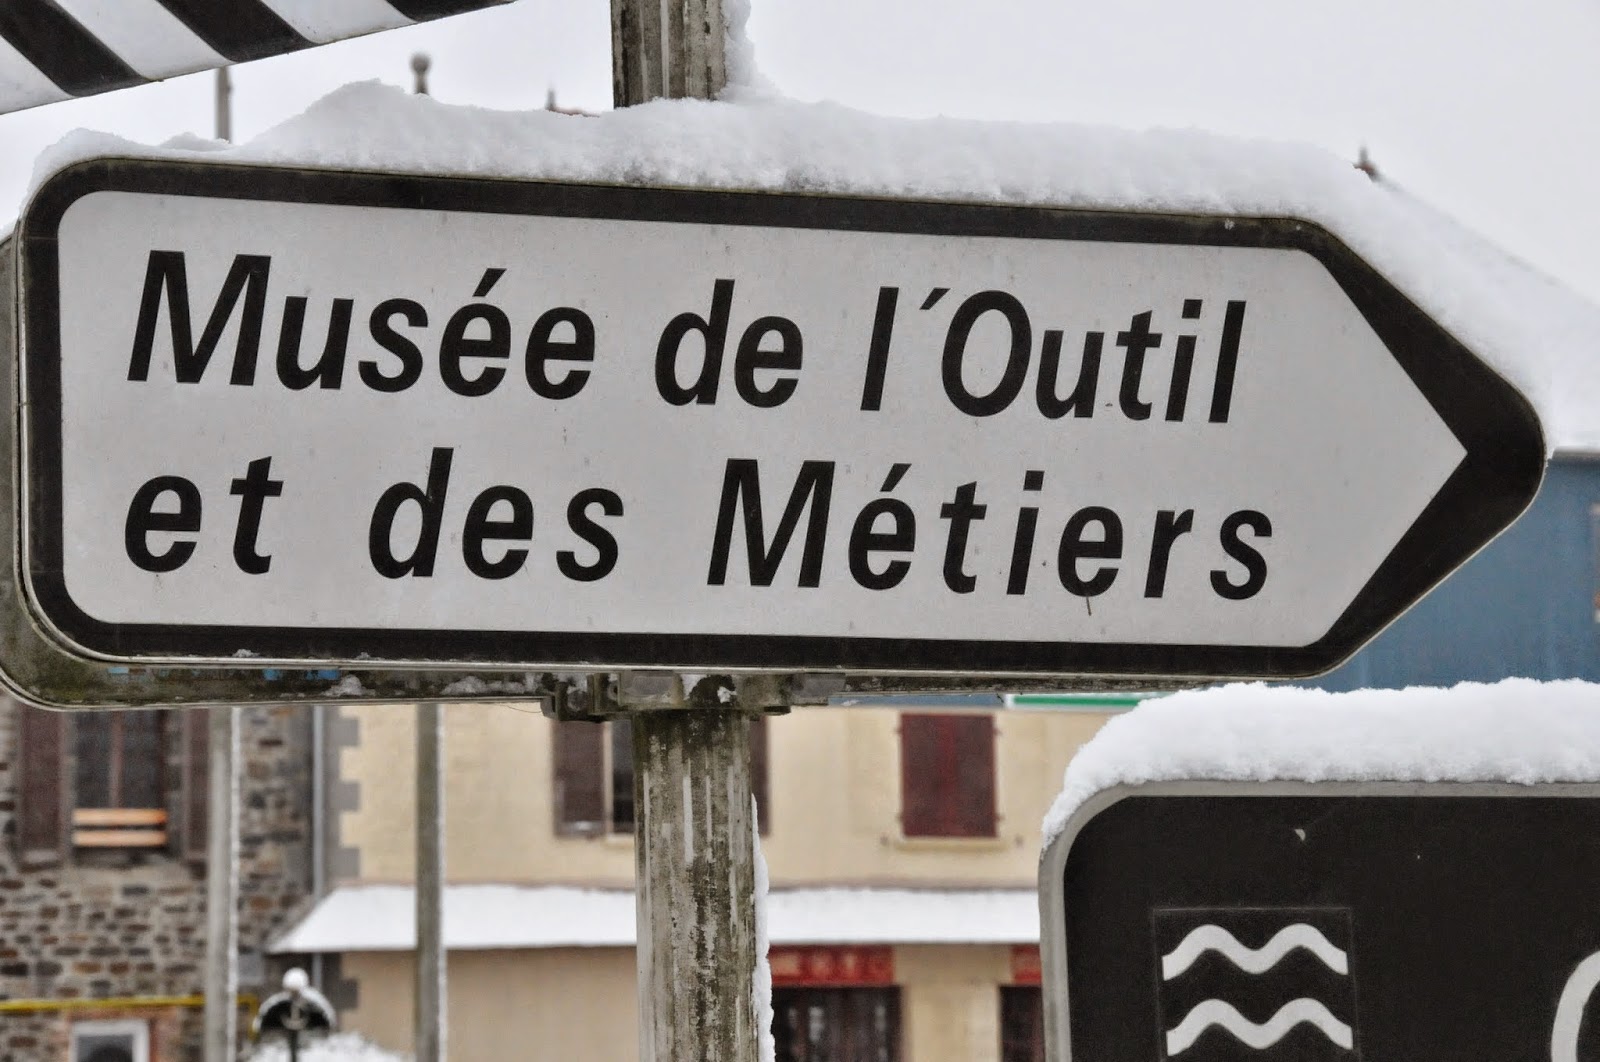 Musée de l´Outil
et des Métiers